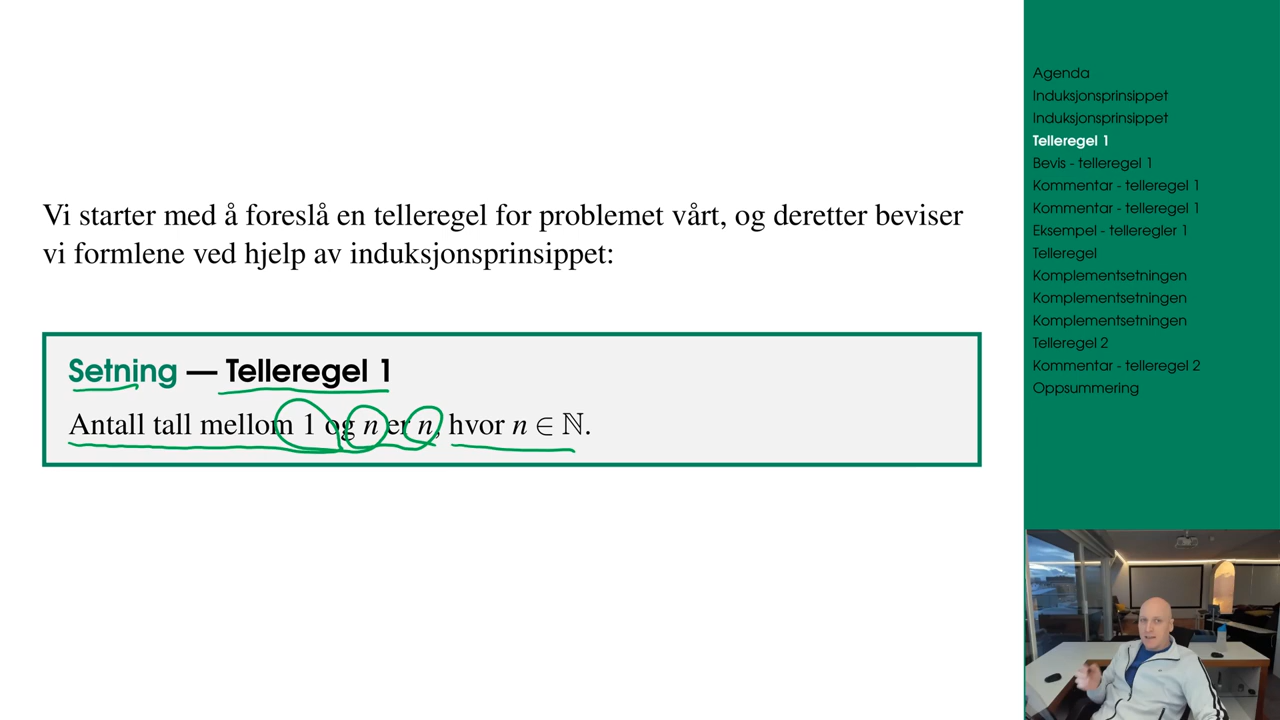 Vi starter med å foreslå en telleregel for problemet vårt, og deretter beviser
vi formlene ved hjelp av induksjonsprinsippet:
Setning — Telleregel 1
Antall tall mellom 1 og n er n, hvor n ∈ ℕ.
Agenda
Induksjonsprinsippet
Induksjonsprinsippet
Telleregel 1
Bevis - telleregel 1
Kommentar - telleregel 1
Kommentar - telleregel 1
Eksempel - telleregler 1
Telleregel
Komplementsetningen
Komplementsetningen
Komplementsetningen
Telleregel 2
Kommentar - telleregel 2
Oppsummering